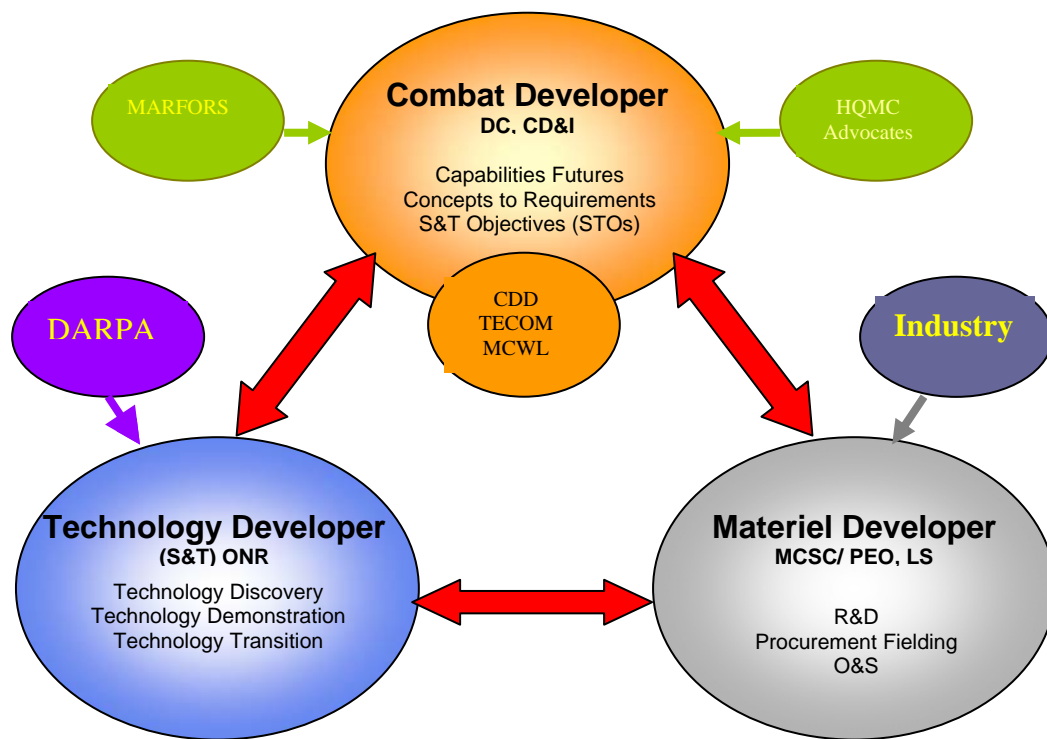 Combat Developer
DC, CD&I
Capabilities Futures
Concepts to Requirements
S&T Objectives (STOs)
MARFORS
HQMC
Advocates
CDD
TECOM
MCWL
DARPA
Industry
Technology Developer
(S&T) ONR
Technology Discovery
Technology Demonstration
Technology Transition
Materiel Developer
MCSC/ PEO, LS
R&D
Procurement Fielding
O&S